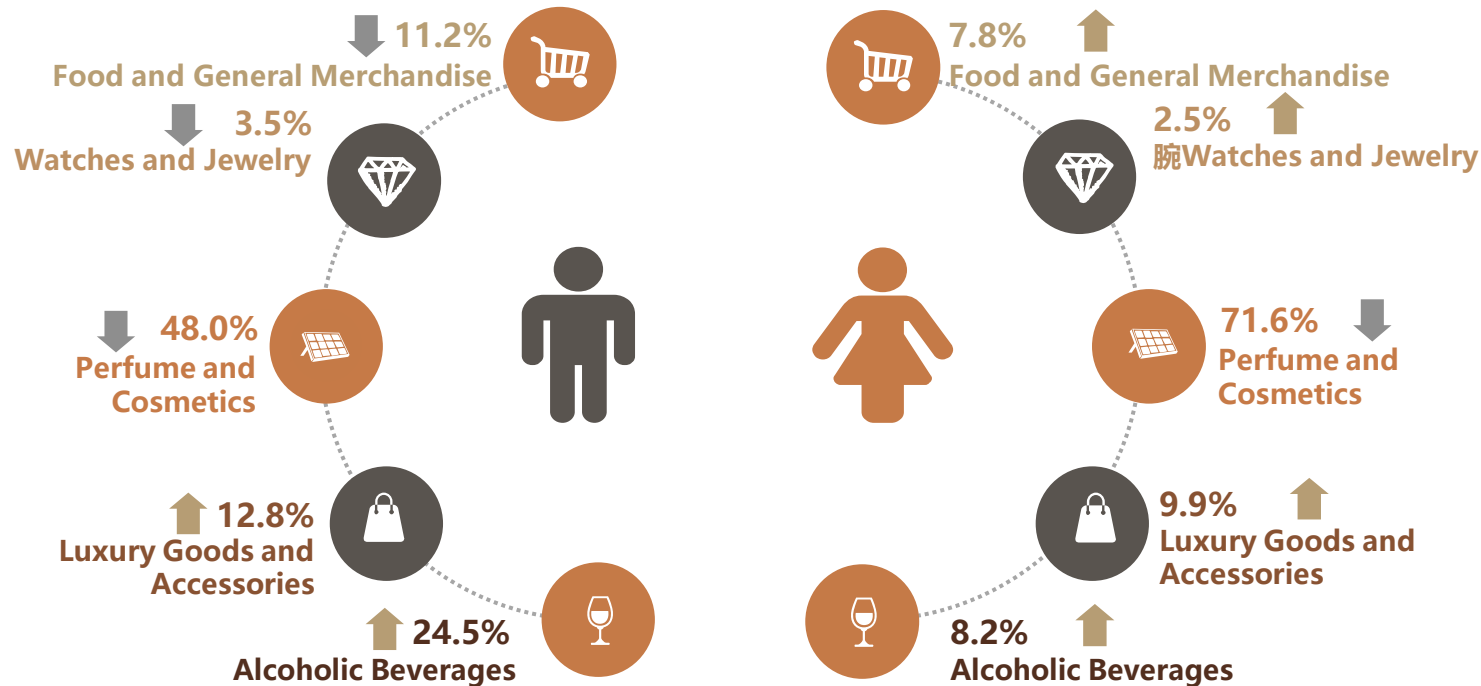 11.2%
Food and General Merchandise
3.5%
Watches and Jewelry
48.0%
Perfume and
Cosmetics
12.8%
Luxury Goods and
Accessories
24.5%
Alcoholic Beverages
7.8%
Food and General Merchandise
2.5%
腕Watches and Jewelry
71.6%
Perfume and
Cosmetics
9.9%
Luxury Goods and
Accessories
8.2%
Alcoholic Beverages